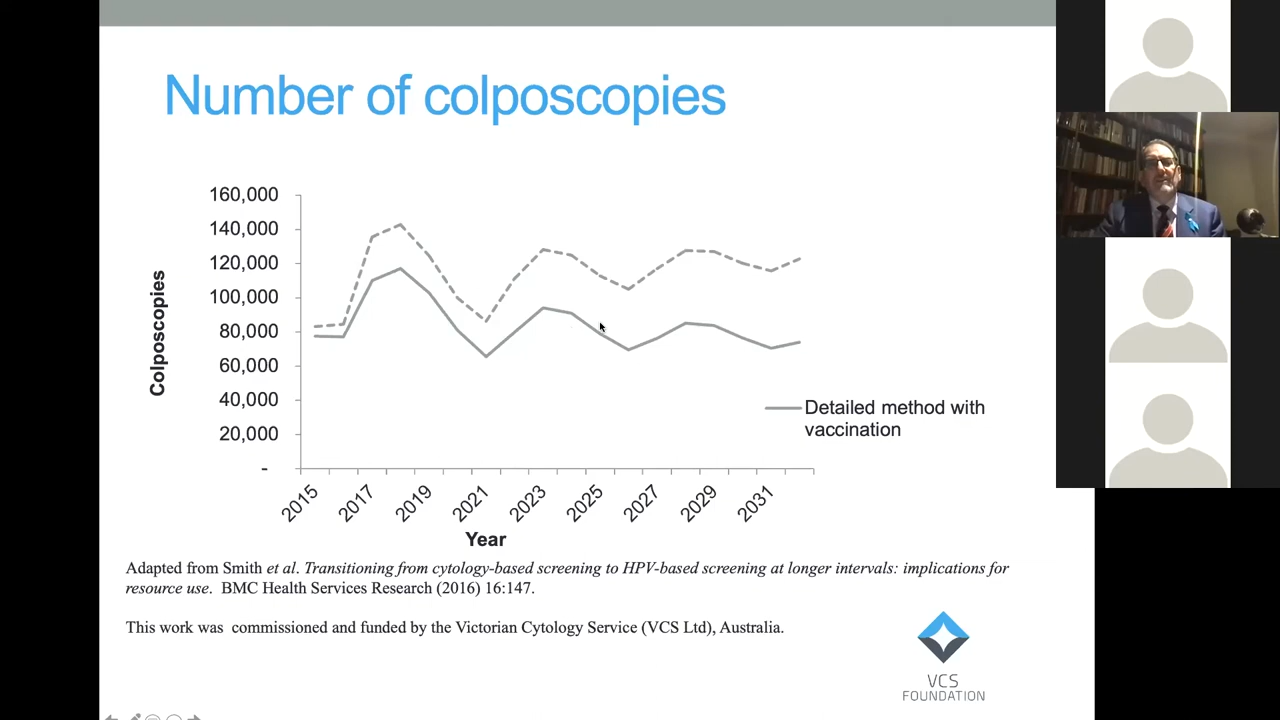 Number of colposcopies
160,000
140,000
120,000
100,000
80,000
60,000
40,000
20,000
-
Colposcopies
2015
2017
2019
2021
2023
2025
2027
2029
2031
Year
Detailed method with
vaccination
Adapted from Smith et al. Transitioning from cytology-based screening to HPV-based screening at longer intervals: implications for
resource use. BMC Health Services Research (2016) 16:147.
This work was commissioned and funded by the Victorian Cytology Service (VCS Ltd), Australia.
VCS
FOUNDATION